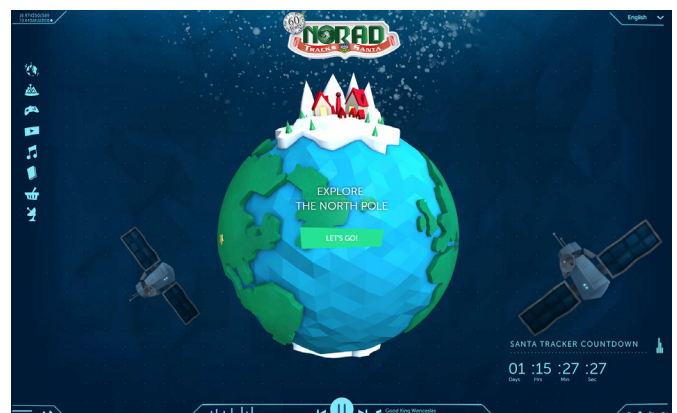 English
60
NORAD
TRACKS SANTA
EXPLORE
THE NORTH POLE
LET'S GO!
SANTA TRACKER COUNTDOWN
01 :15 :27 :27
Days Hrs Min Sec
Good King Wenceslas